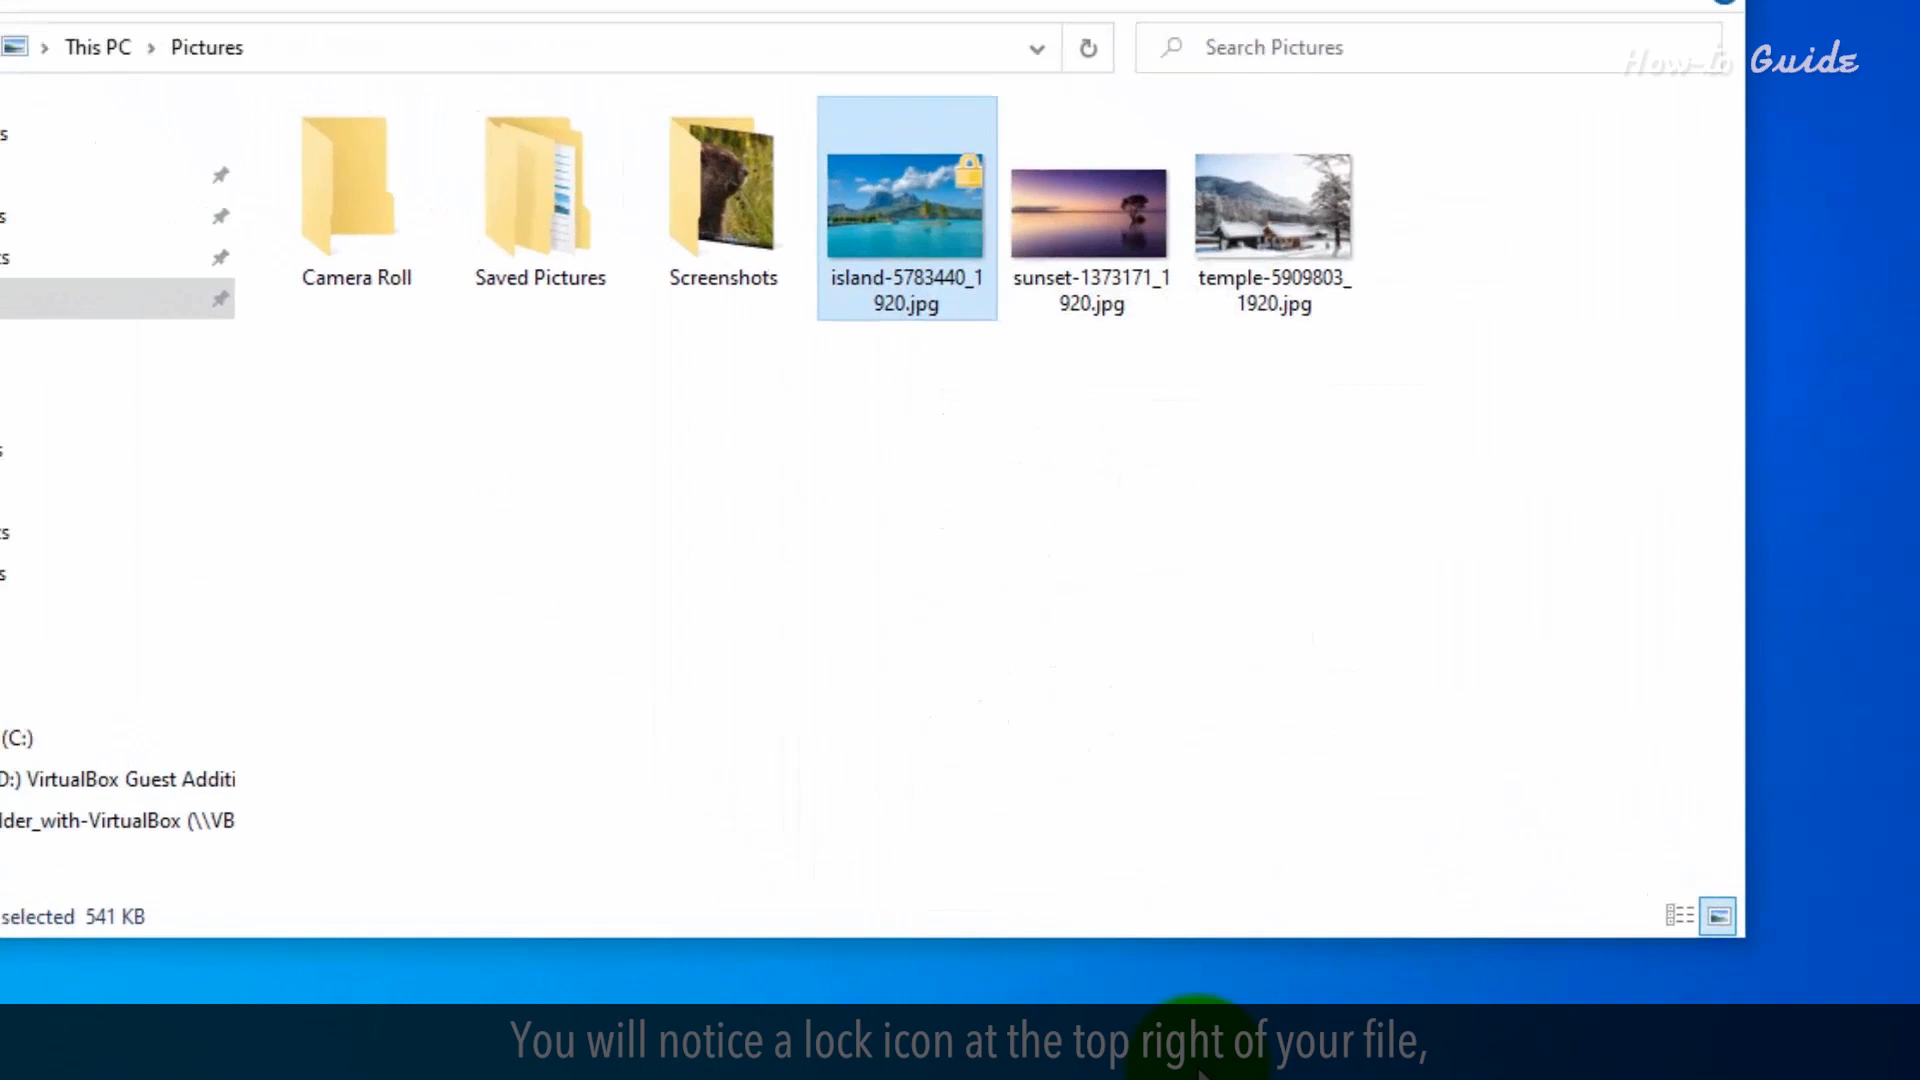 This PC > Pictures
Search Pictures
How-to Guide
s
s
ts
Camera Roll
Saved Pictures
Screenshots
island-5783440_1
920.jpg
sunset-1373171_1
920.jpg
temple-5909803_
1920.jpg
s
ts
s
(C:)
D:) VirtualBox Guest Additi
lder_with-VirtualBox (\\VB
selected 541 KB
You will notice a lock icon at the top right of your file,